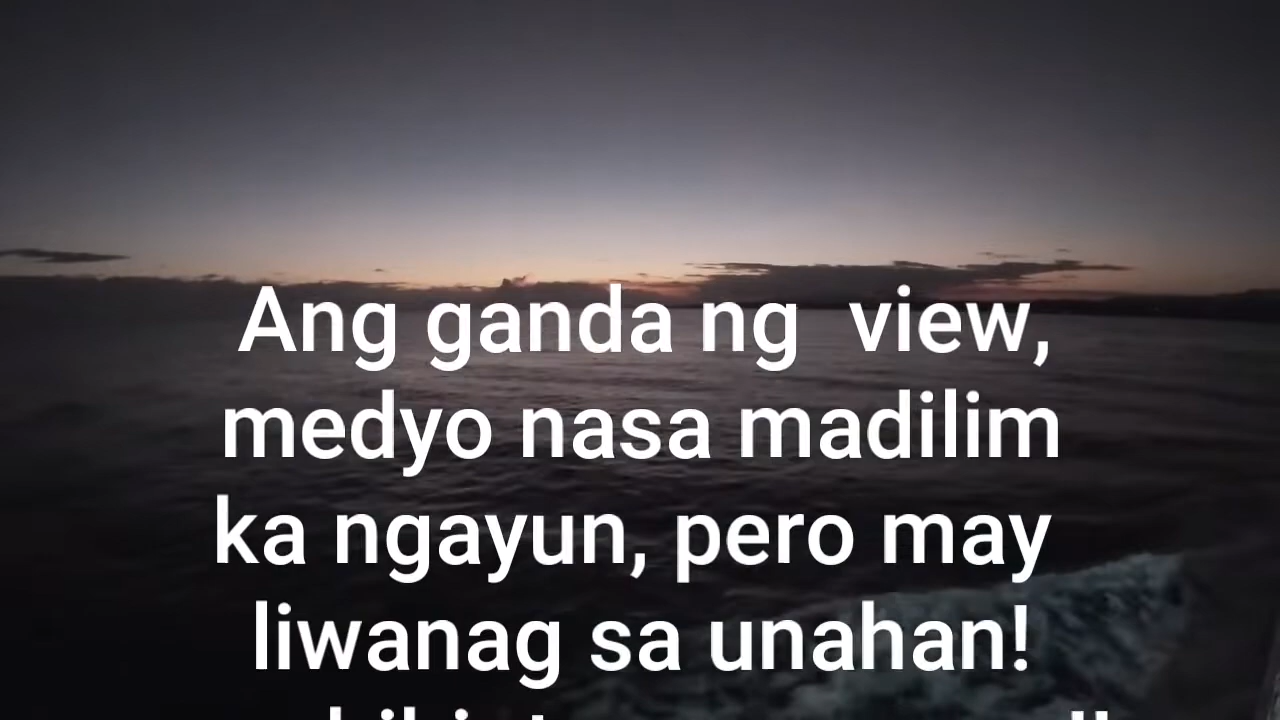 Ang ganda ng  view,
medyo nasa madilim
ka ngayun, pero may
liwanag sa unahan!